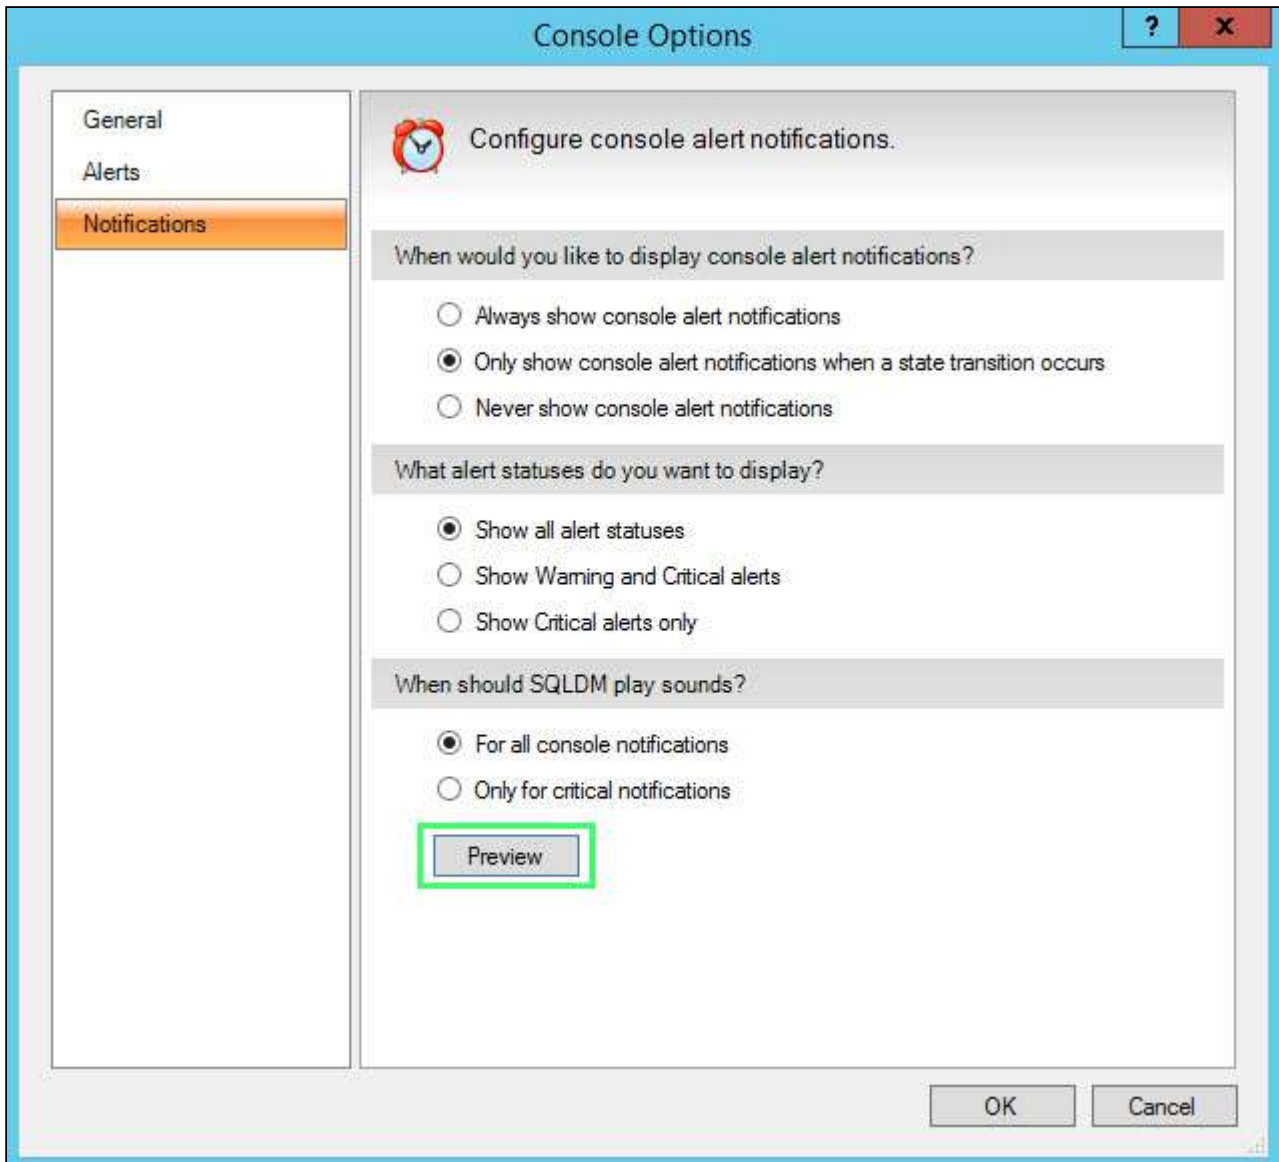 Console Options
?
x
General
Alerts
Notifications
Configure console alert notifications.
When would you like to display console alert notifications?
Always show console alert notifications
Only show console alert notifications when a state transition occurs
Never show console alert notifications
What alert statuses do you want to display?
Show all alert statuses
Show Warning and Critical alerts
Show Critical alerts only
When should SQLDM play sounds?
For all console notifications
Only for critical notifications
Preview
OK
Cancel